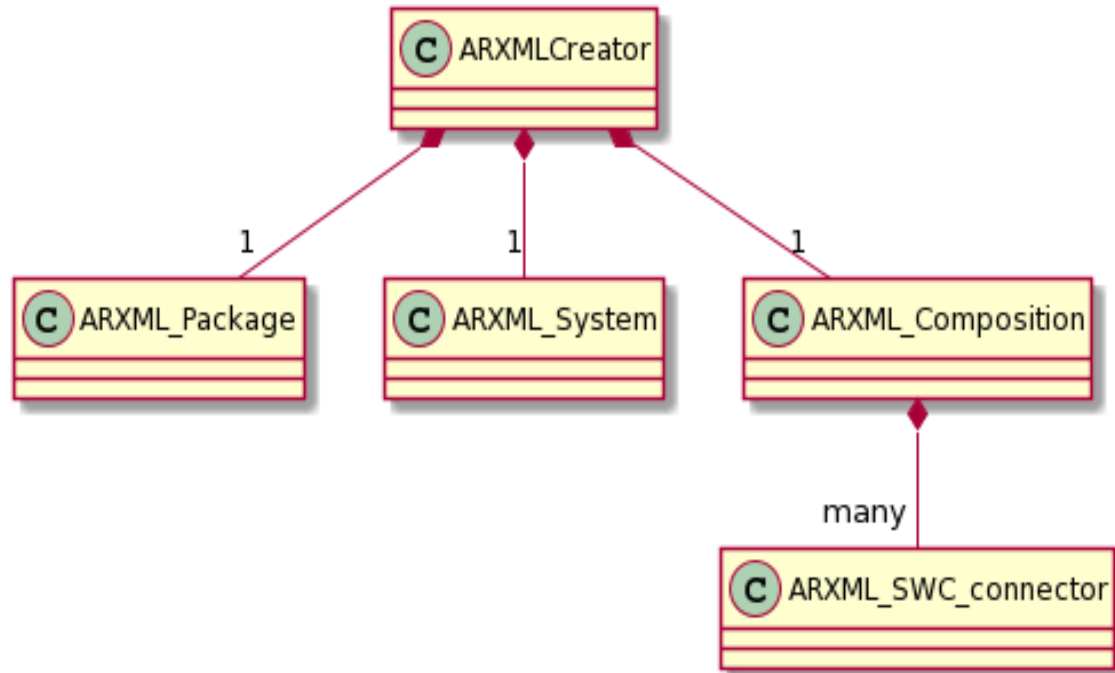 C ARXMLCreator
1 1 1
C ARXML_Package C ARXML_System C ARXML_Composition
many
C ARXML_SWC_connector